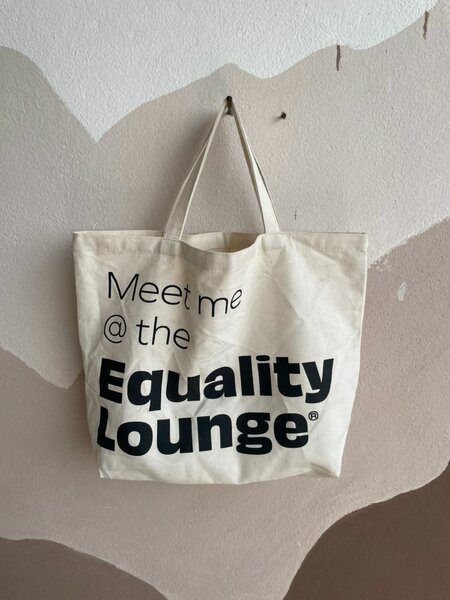 Meet me
@ the
Equality
Lounge®